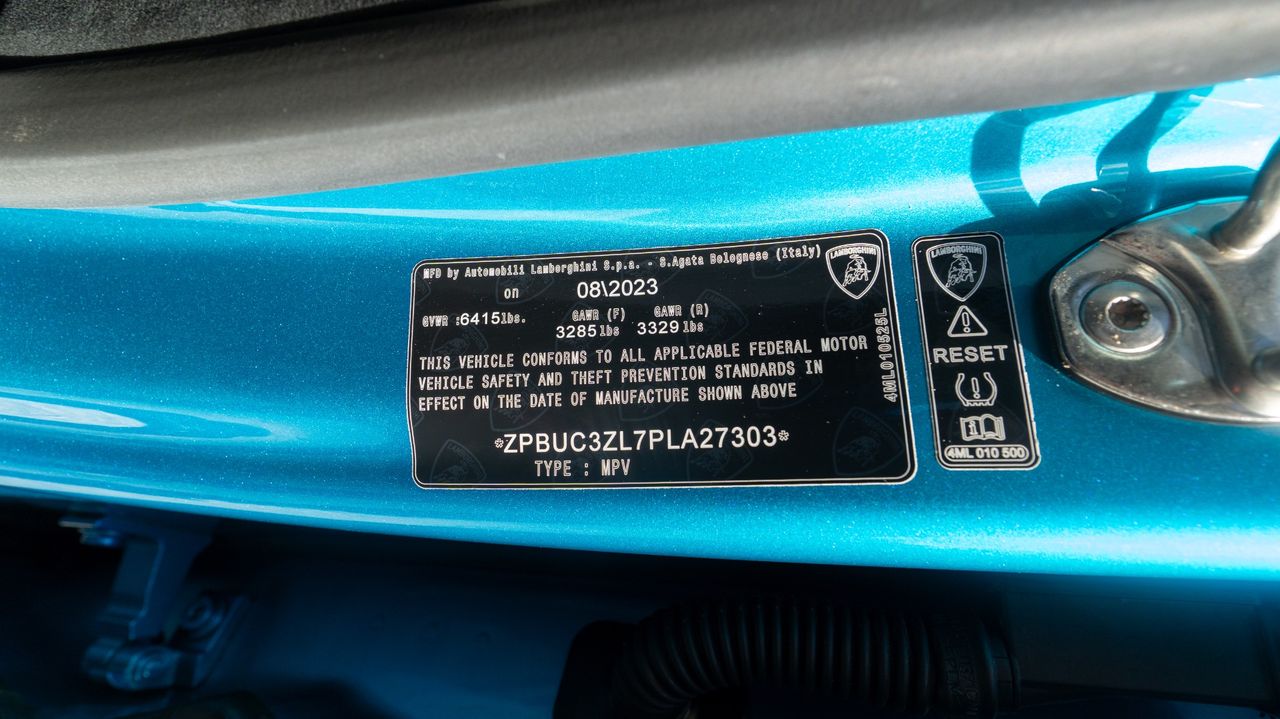 MFD by Automobili Lamborghini S.p.a. - S.Agata Bolognese (Italy)
on 08\2023
GVWR :6415lbs. GAWR (F) GAWR (R)
3285lbs 3329lbs
THIS VEHICLE CONFORMS TO ALL APPLICABLE FEDERAL MOTOR
VEHICLE SAFETY AND THEFT PREVENTION STANDARDS IN
EFFECT ON THE DATE OF MANUFACTURE SHOWN ABOVE
*ZPBUC3ZL7PLA27303*
TYPE : MPV
LAMBORGHINI
4ML010525L
LAMBORGHINI
RESET
4ML 010 500